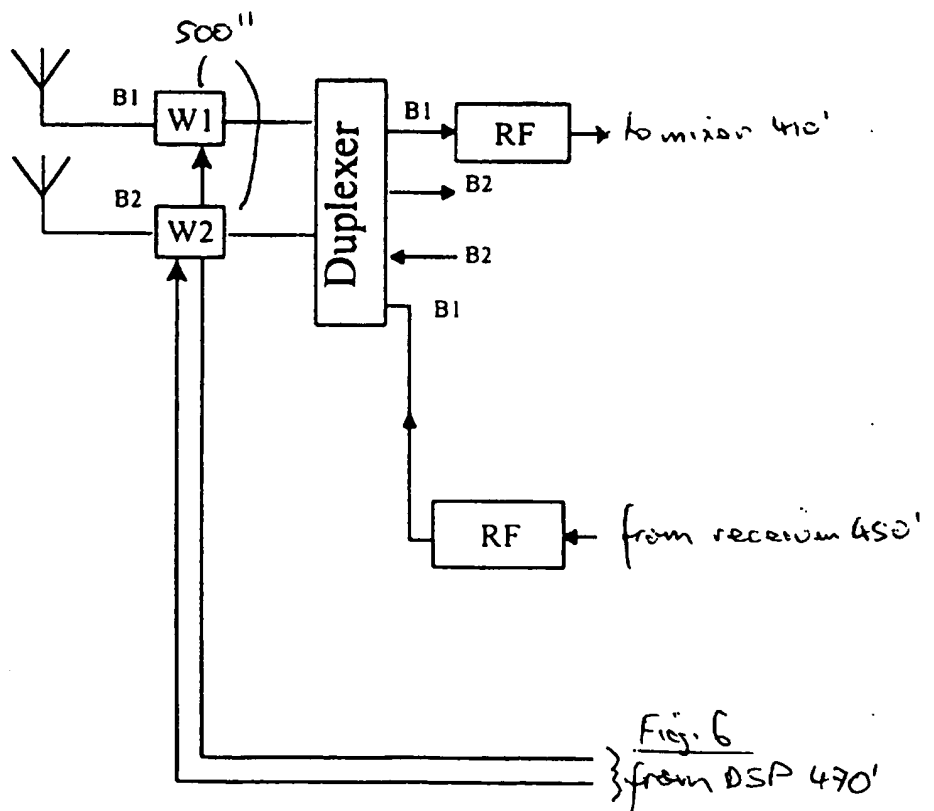 500''
B1
W1
B1
RF
to mixer 410'
B2
W2
Duplexer
B2
B2
B1
RF
from receiver 450'
Fig. 6
from DSP 470'